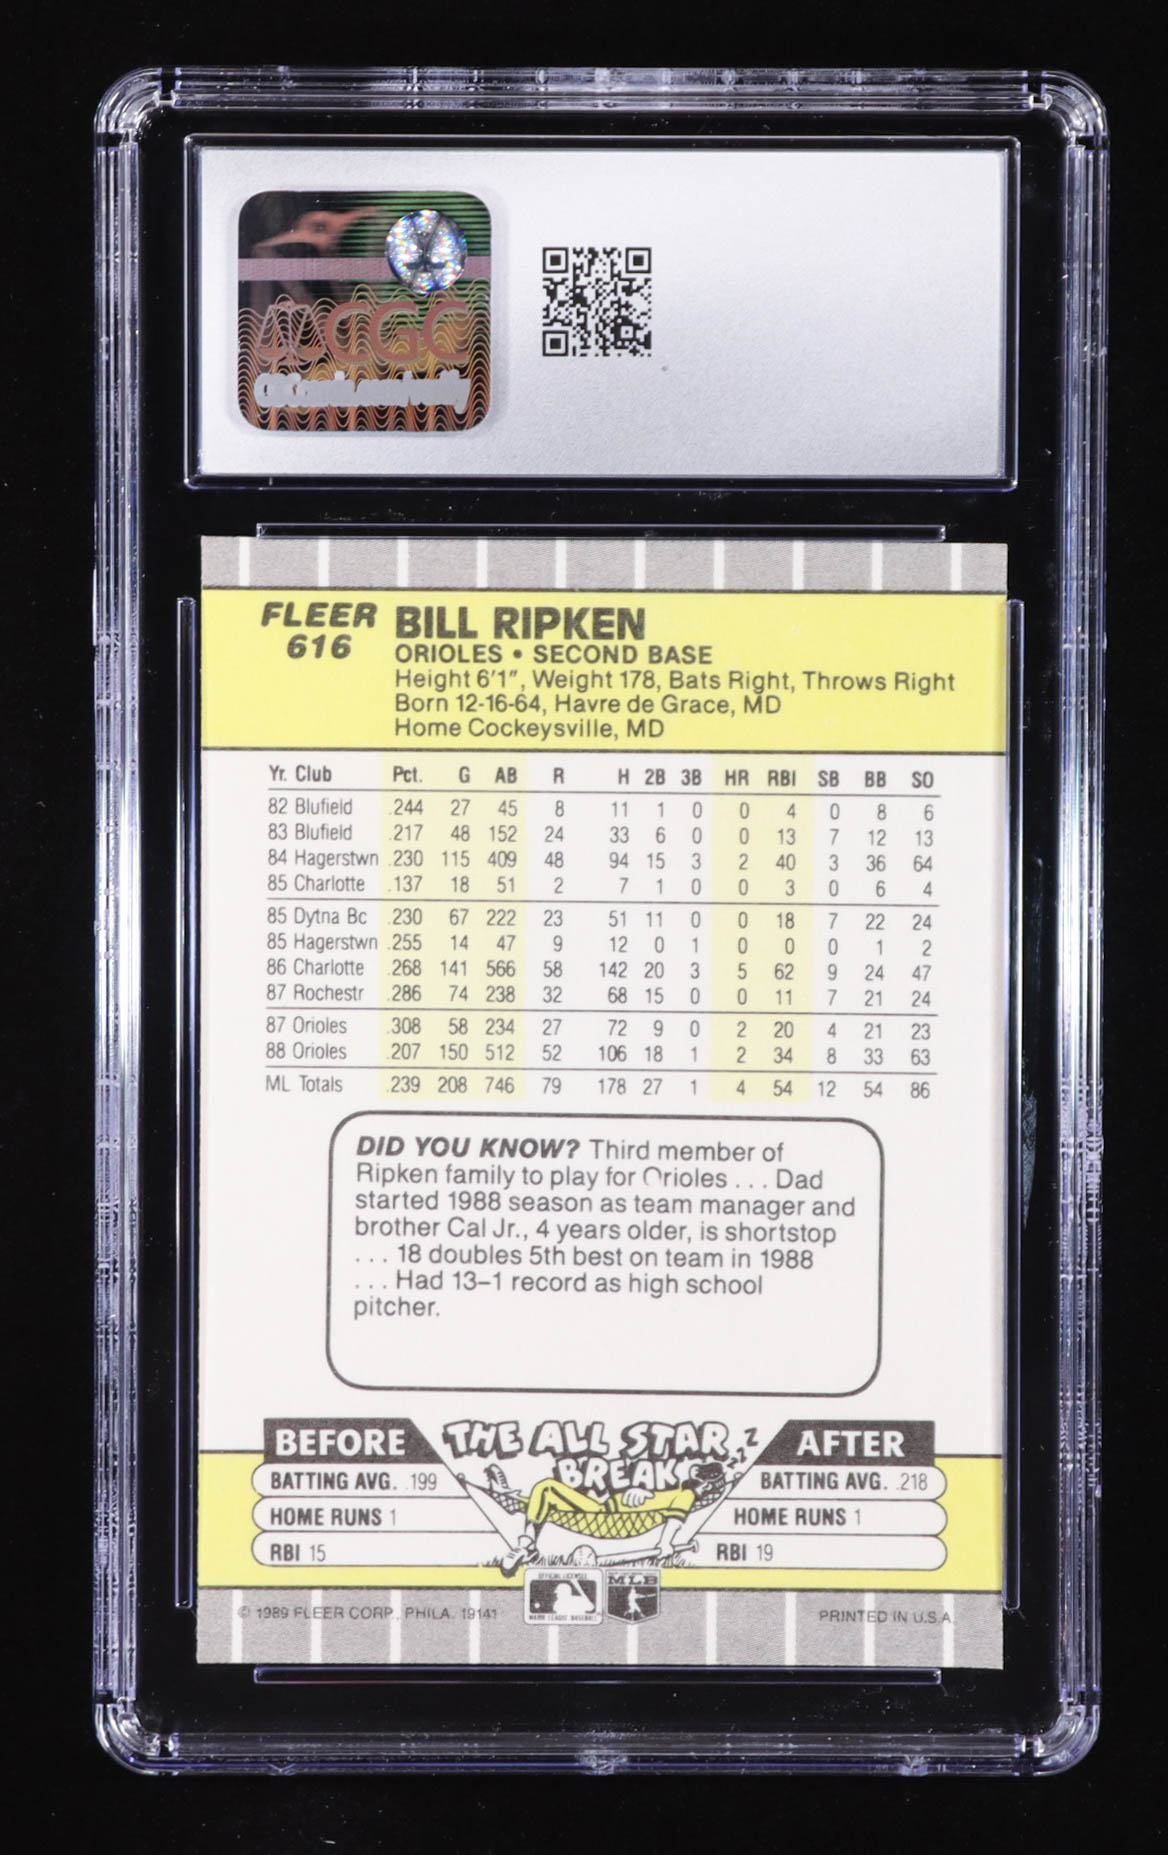 CGC
FLEER
616
BILL RIPKEN
ORIOLES • SECOND BASE
Height 6'1", Weight 178, Bats Right, Throws Right
Born 12-16-64, Havre de Grace, MD
Home Cockeysville, MD
Yr. Club Pct. G AB R H 2B 3B HR RBI SB BB SO
82 Blufield .244 27 45 8 11 1 0 0 4 0 8 6
83 Blufield .217 48 152 24 33 6 0 0 13 7 12 13
84 Hagerstwn .230 115 409 48 94 15 3 2 40 3 36 64
85 Charlotte .137 18 51 2 7 1 0 0 3 0 6 4
85 Dytna Bc .230 67 222 23 51 11 0 0 18 7 22 24
85 Hagerstwn .255 14 47 9 12 0 1 0 0 0 1 2
86 Charlotte .268 141 566 58 142 20 3 5 62 9 24 47
87 Rochestr .286 74 238 32 68 15 0 0 11 7 21 24
87 Orioles .308 58 234 27 72 9 0 2 20 4 21 23
88 Orioles .207 150 512 52 106 18 1 2 34 8 33 63
ML Totals .239 208 746 79 178 27 1 4 54 12 54 86
DID YOU KNOW? Third member of
Ripken family to play for Orioles . . . Dad
started 1988 season as team manager and
brother Cal Jr., 4 years older, is shortstop
. . . 18 doubles 5th best on team in 1988
. . . Had 13–1 record as high school
pitcher.
THE ALL STAR
BREAK
ZZZZ
BEFORE
BATTING AVG. .199
HOME RUNS 1
RBI 15
AFTER
BATTING AVG. .218
HOME RUNS 1
RBI 19
OFFICIAL LICENSEE
MAJOR LEAGUE BASEBALL
MLB
© 1989 FLEER CORP., PHILA. 19141
PRINTED IN U.S.A.